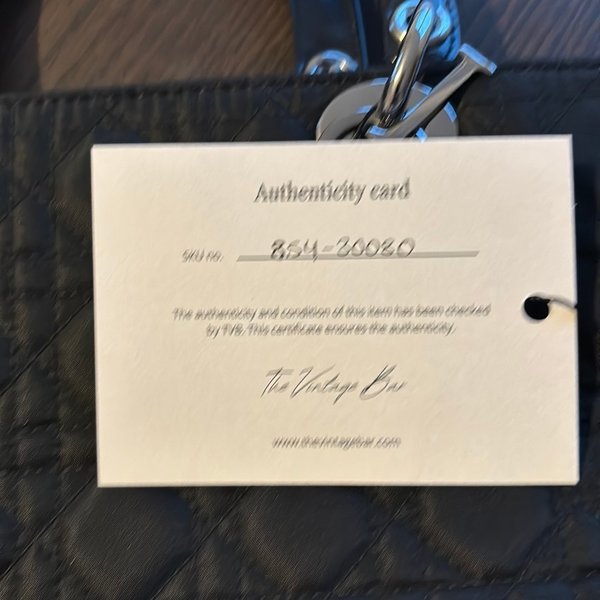 Authenticity card
SKU no. 854-20080
The authenticity and condition of this item has been checked
by TVB. This certificate ensures the authenticity.
The Vintage Bar
www.thevintagebar.com